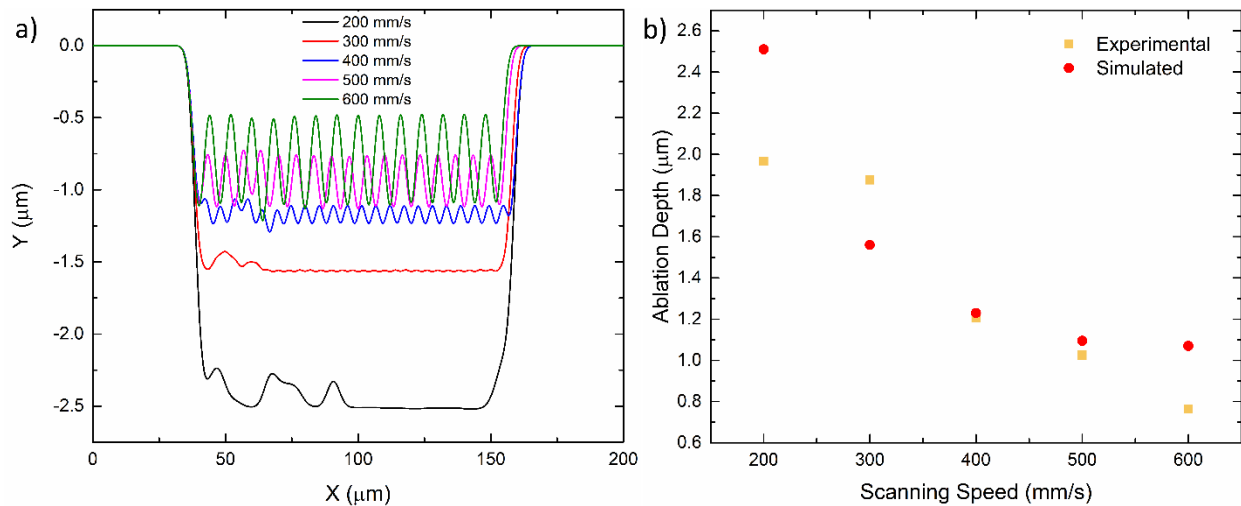 a)
200 mm/s
300 mm/s
400 mm/s
500 mm/s
600 mm/s
0.0
-0.5
-1.0
-1.5
-2.0
-2.5
Y (μm)
0 50 100 150 200
X (μm)
b)
Experimental
Simulated
2.6
2.4
2.2
2.0
1.8
1.6
1.4
1.2
1.0
0.8
0.6
Ablation Depth (μm)
200 300 400 500 600
Scanning Speed (mm/s)